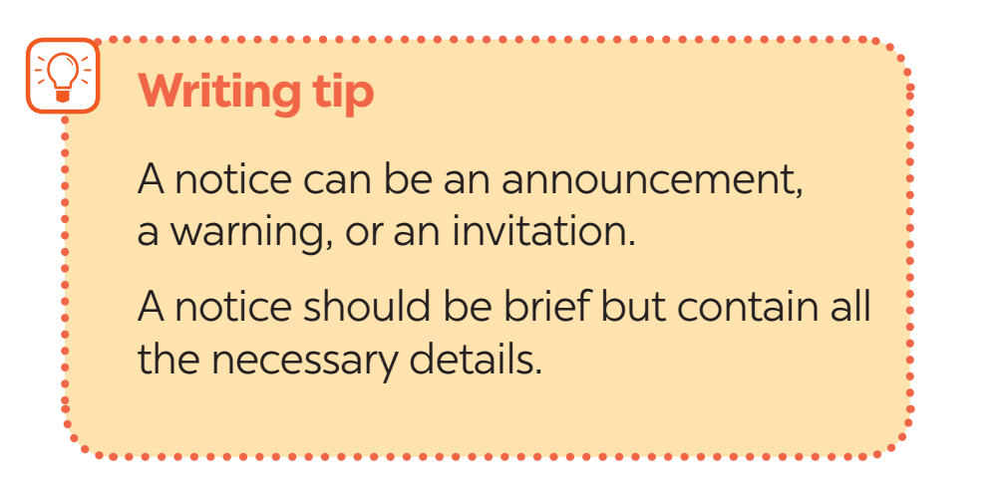 Writing tip
A notice can be an announcement,
a warning, or an invitation.
A notice should be brief but contain all
the necessary details.